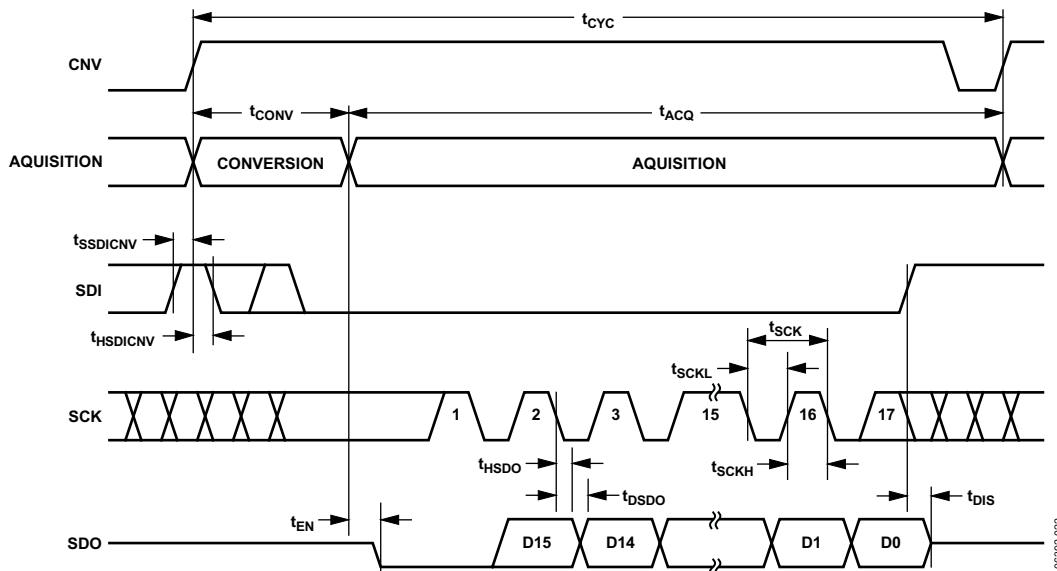 tCYC
CNV
tCONV
tACQ
AQUISITION
CONVERSION
AQUISITION
tSSDICNV
SDI
tHSDICNV
tSCK
tSCKL
SCK
1
2
3
15
16
17
tHSDO
tSCKH
tDSDO
tDIS
tEN
SDO
D15
D14
D1
D0